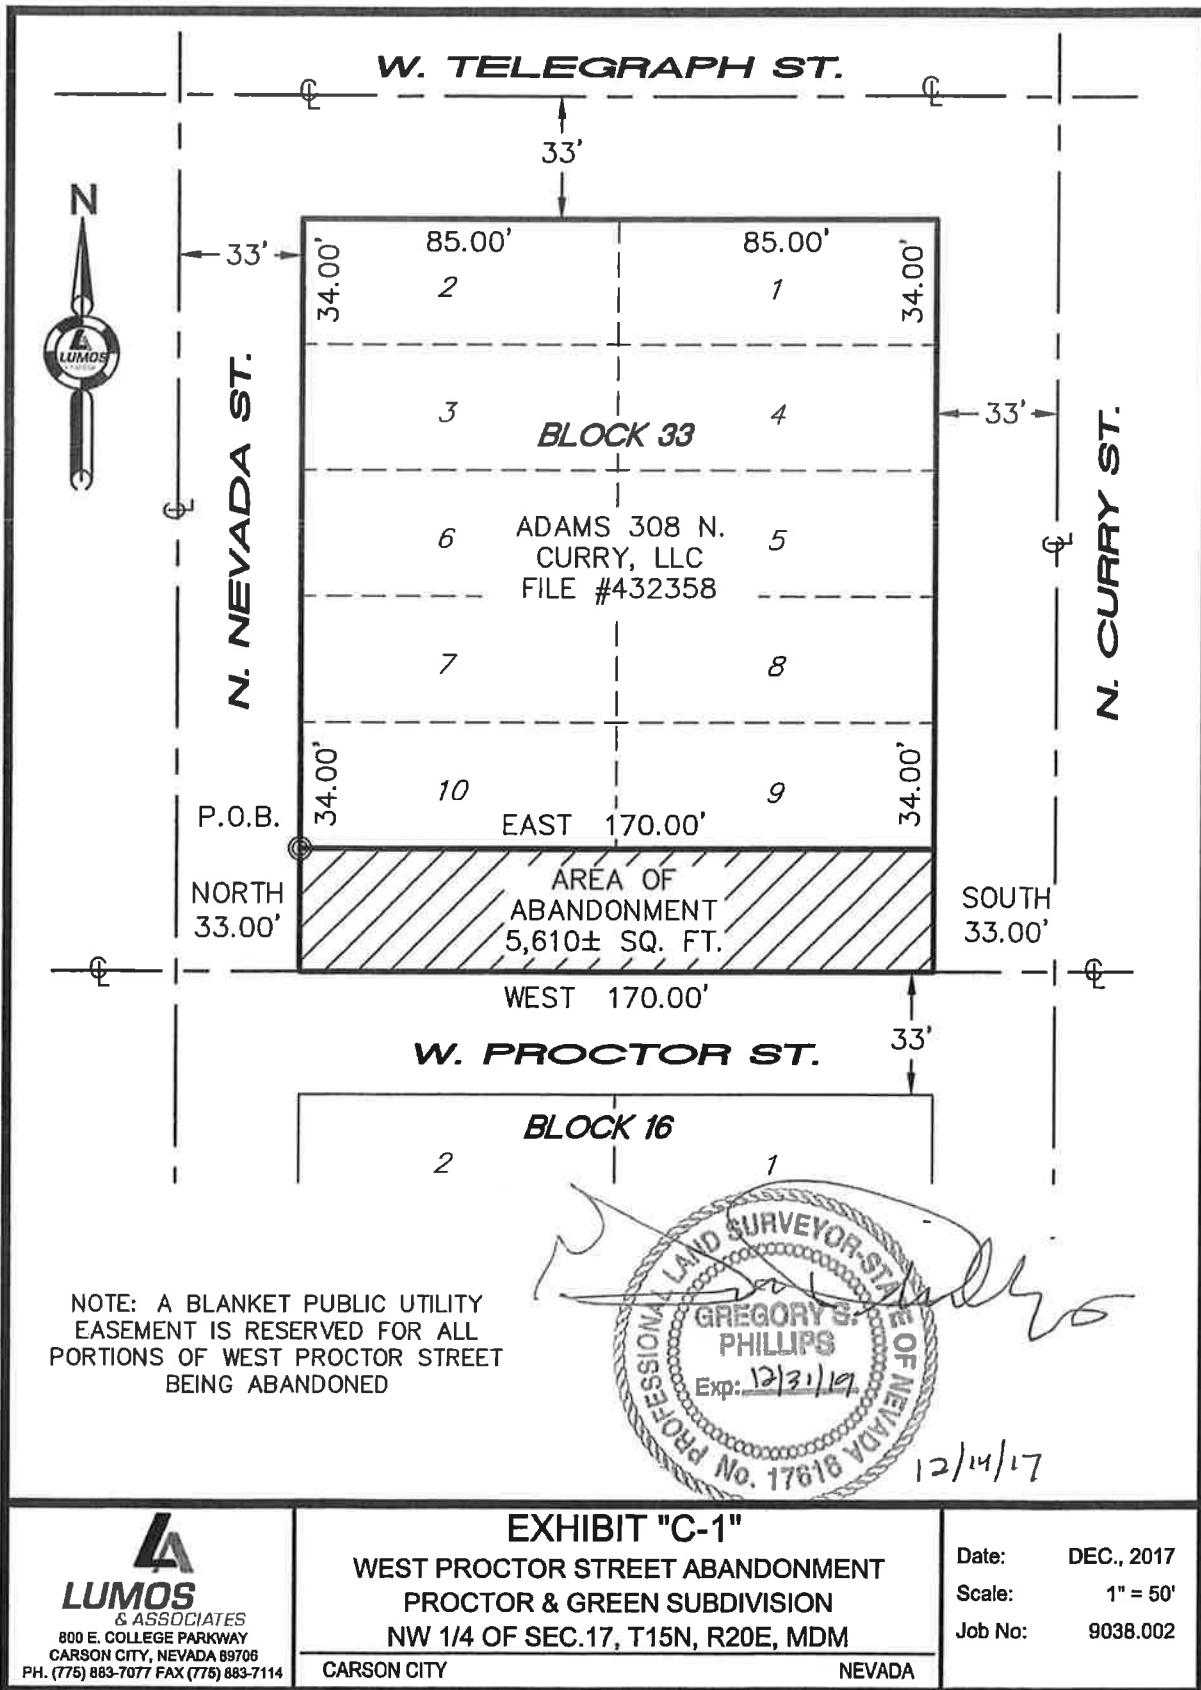 W. TELEGRAPH ST.
33'
N
33'
85.00'
85.00'
34.00'
34.00'
2
1
LUMOS
N. NEVADA ST.
3
4
BLOCK 33
33'
N. CURRY ST.
6
5
ADAMS 308 N.
CURRY, LLC
FILE #432358
7
8
34.00'
34.00'
10
9
P.O.B.
EAST 170.00'
NORTH
33.00'
AREA OF
ABANDONMENT
5,610± SQ. FT.
SOUTH
33.00'
WEST 170.00'
33'
W. PROCTOR ST.
BLOCK 16
2
1
PROFESSIONAL LAND SURVEYOR-STATE OF NEVADA
GREGORY S.
PHILLIPS
Exp: 12/31/19
No. 17616
12/14/17
NOTE: A BLANKET PUBLIC UTILITY
EASEMENT IS RESERVED FOR ALL
PORTIONS OF WEST PROCTOR STREET
BEING ABANDONED
LA
LUMOS
& ASSOCIATES
800 E. COLLEGE PARKWAY
CARSON CITY, NEVADA 89706
PH. (775) 883-7077 FAX (775) 883-7114
EXHIBIT "C-1"
WEST PROCTOR STREET ABANDONMENT
PROCTOR & GREEN SUBDIVISION
NW 1/4 OF SEC.17, T15N, R20E, MDM
CARSON CITY NEVADA
Date: DEC., 2017
Scale: 1" = 50'
Job No: 9038.002